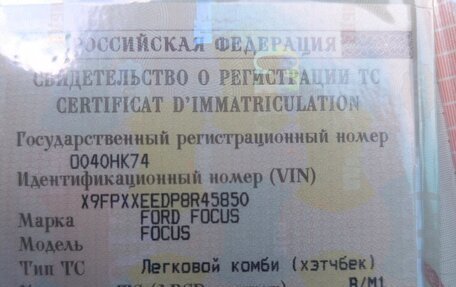 РОССИЙСКАЯ ФЕДЕРАЦИЯ
СВИДЕТЕЛЬСТВО О РЕГИСТРАЦИИ ТС
CERTIFICAT D'IMMATRICULATION
Государственный регистрационный номер
О040НК74
Идентификационный номер (VIN)
X9FPXXEEDP8R45850
Марка FORD FOCUS
Модель FOCUS
Тип ТС Легковой комби (хэтчбек)
B/M1